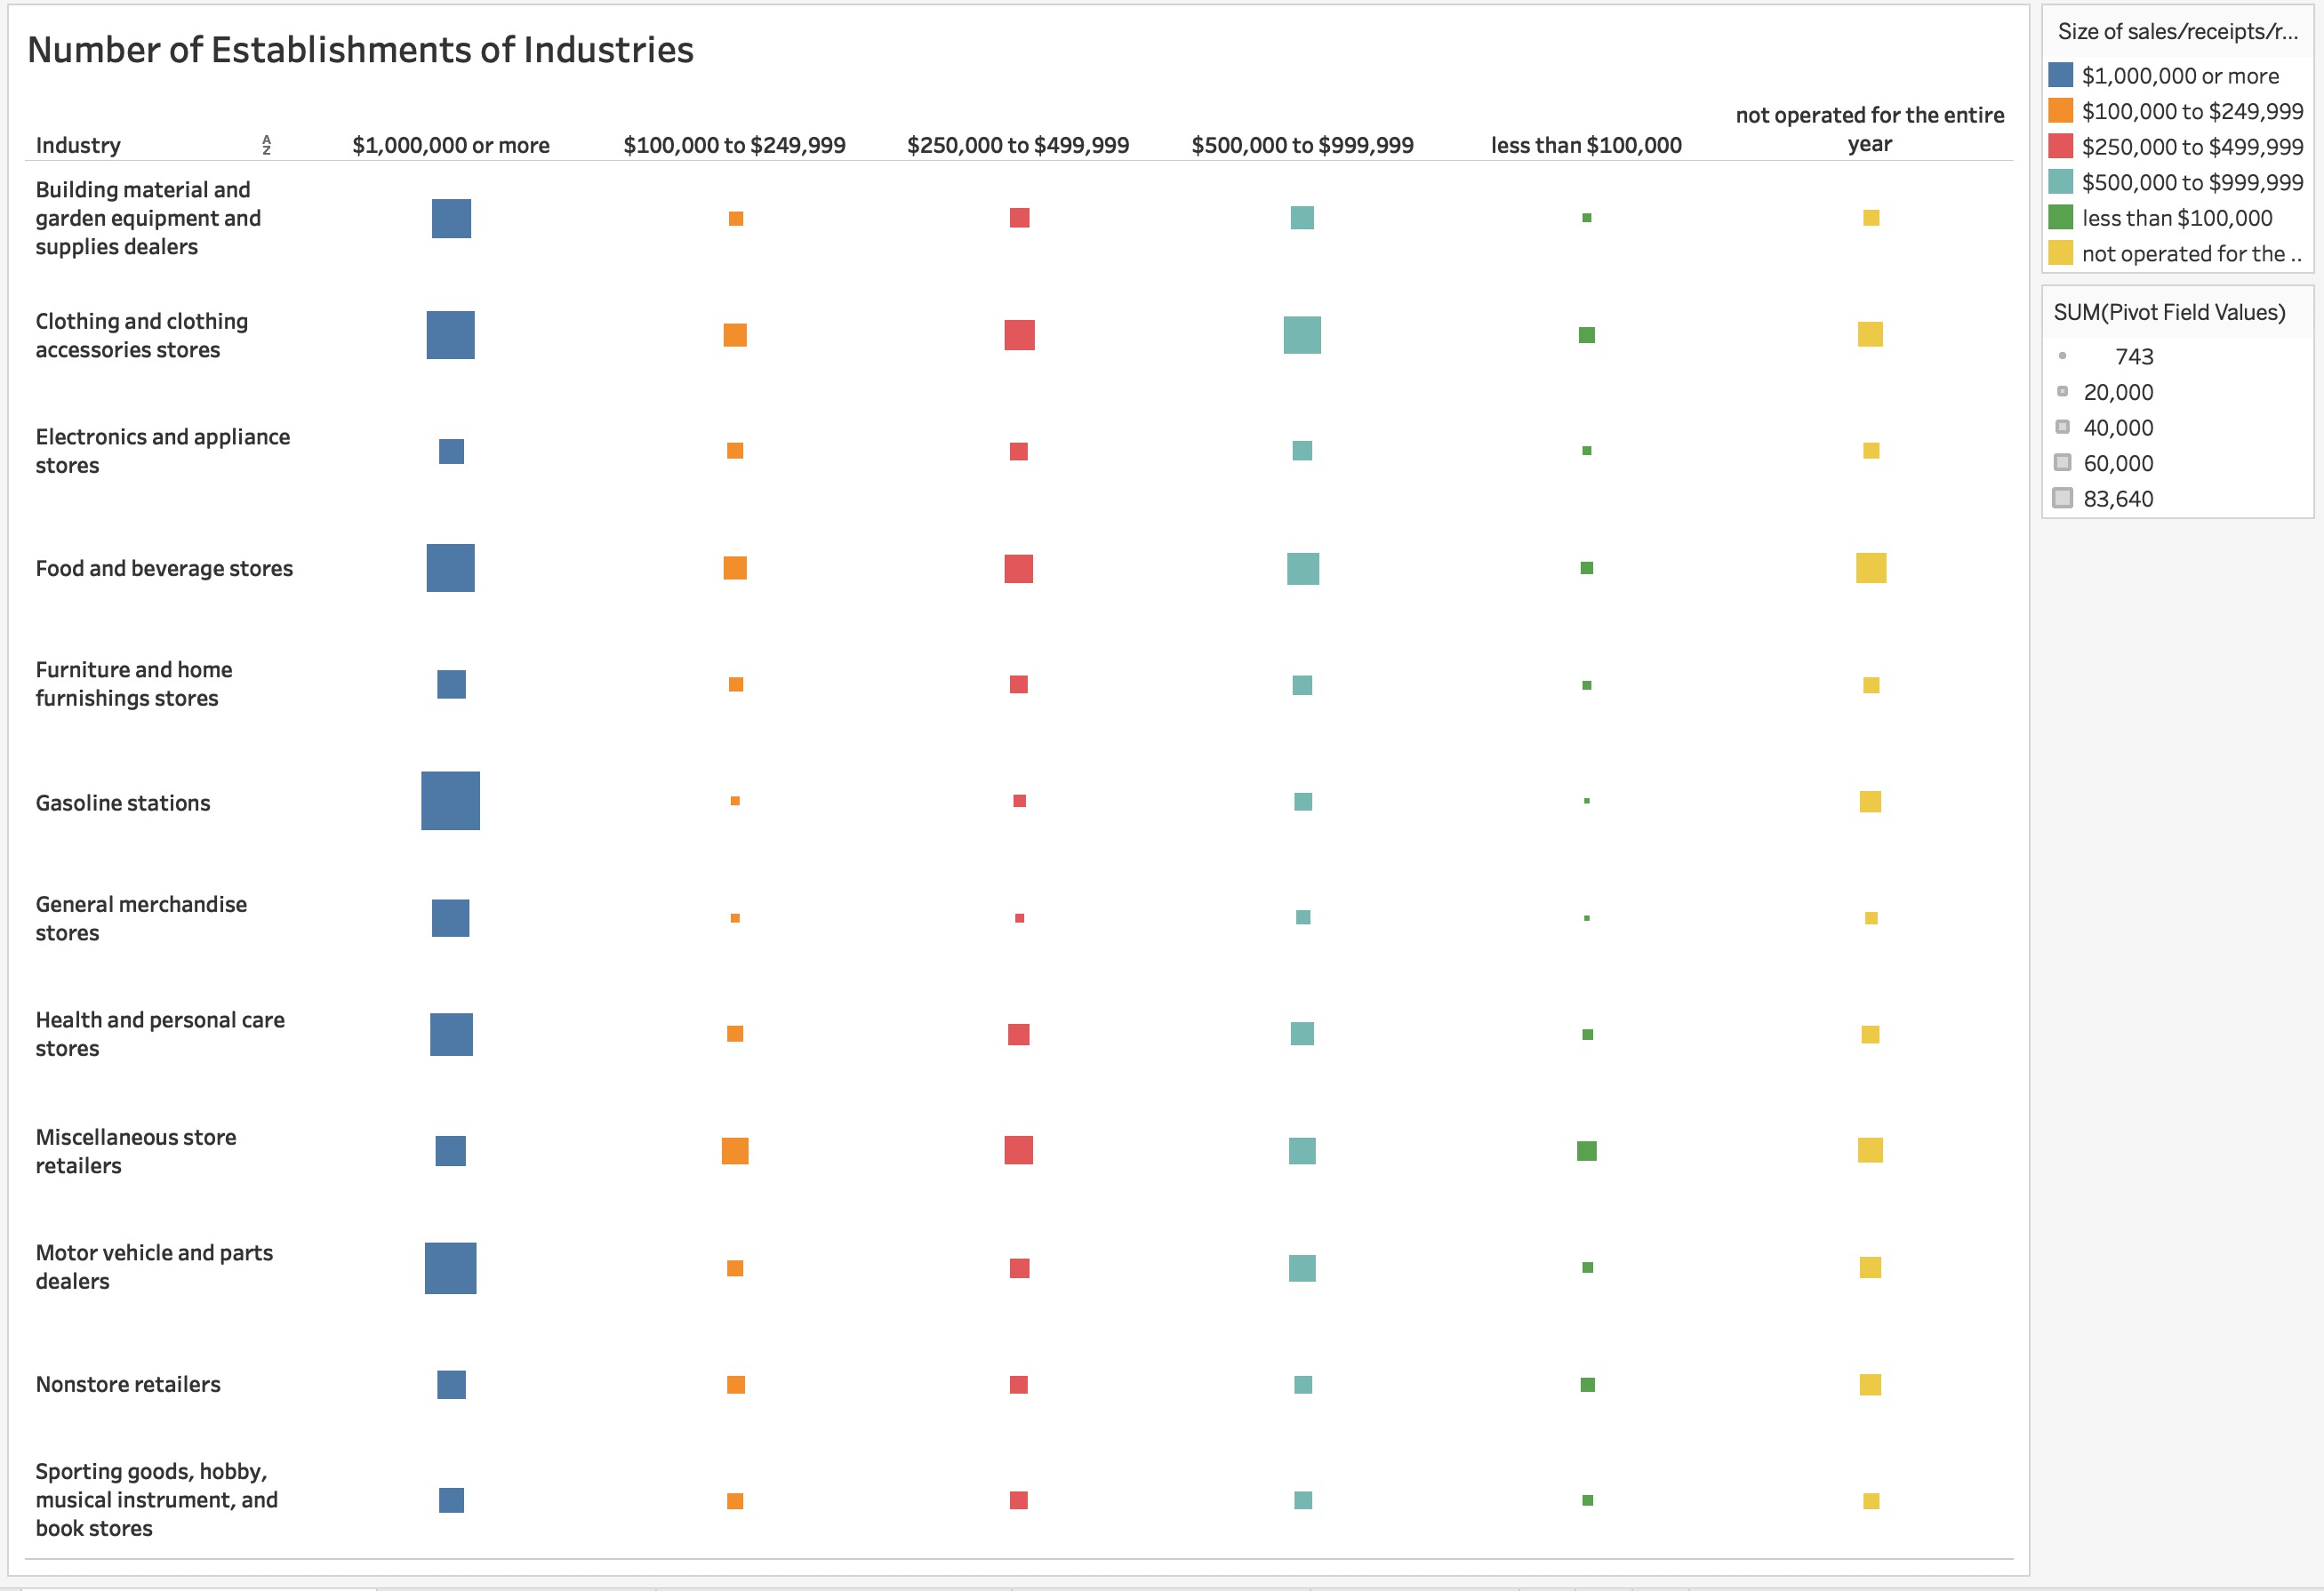 Number of Establishments of Industries
Industry
A
Z
$1,000,000 or more
$100,000 to $249,999
$250,000 to $499,999
$500,000 to $999,999
less than $100,000
not operated for the entire
year
Building material and
garden equipment and
supplies dealers
Clothing and clothing
accessories stores
Electronics and appliance
stores
Food and beverage stores
Furniture and home
furnishings stores
Gasoline stations
General merchandise
stores
Health and personal care
stores
Miscellaneous store
retailers
Motor vehicle and parts
dealers
Nonstore retailers
Sporting goods, hobby,
musical instrument, and
book stores
Size of sales/receipts/r...
$1,000,000 or more
$100,000 to $249,999
$250,000 to $499,999
$500,000 to $999,999
less than $100,000
not operated for the ..
SUM(Pivot Field Values)
743
20,000
40,000
60,000
83,640